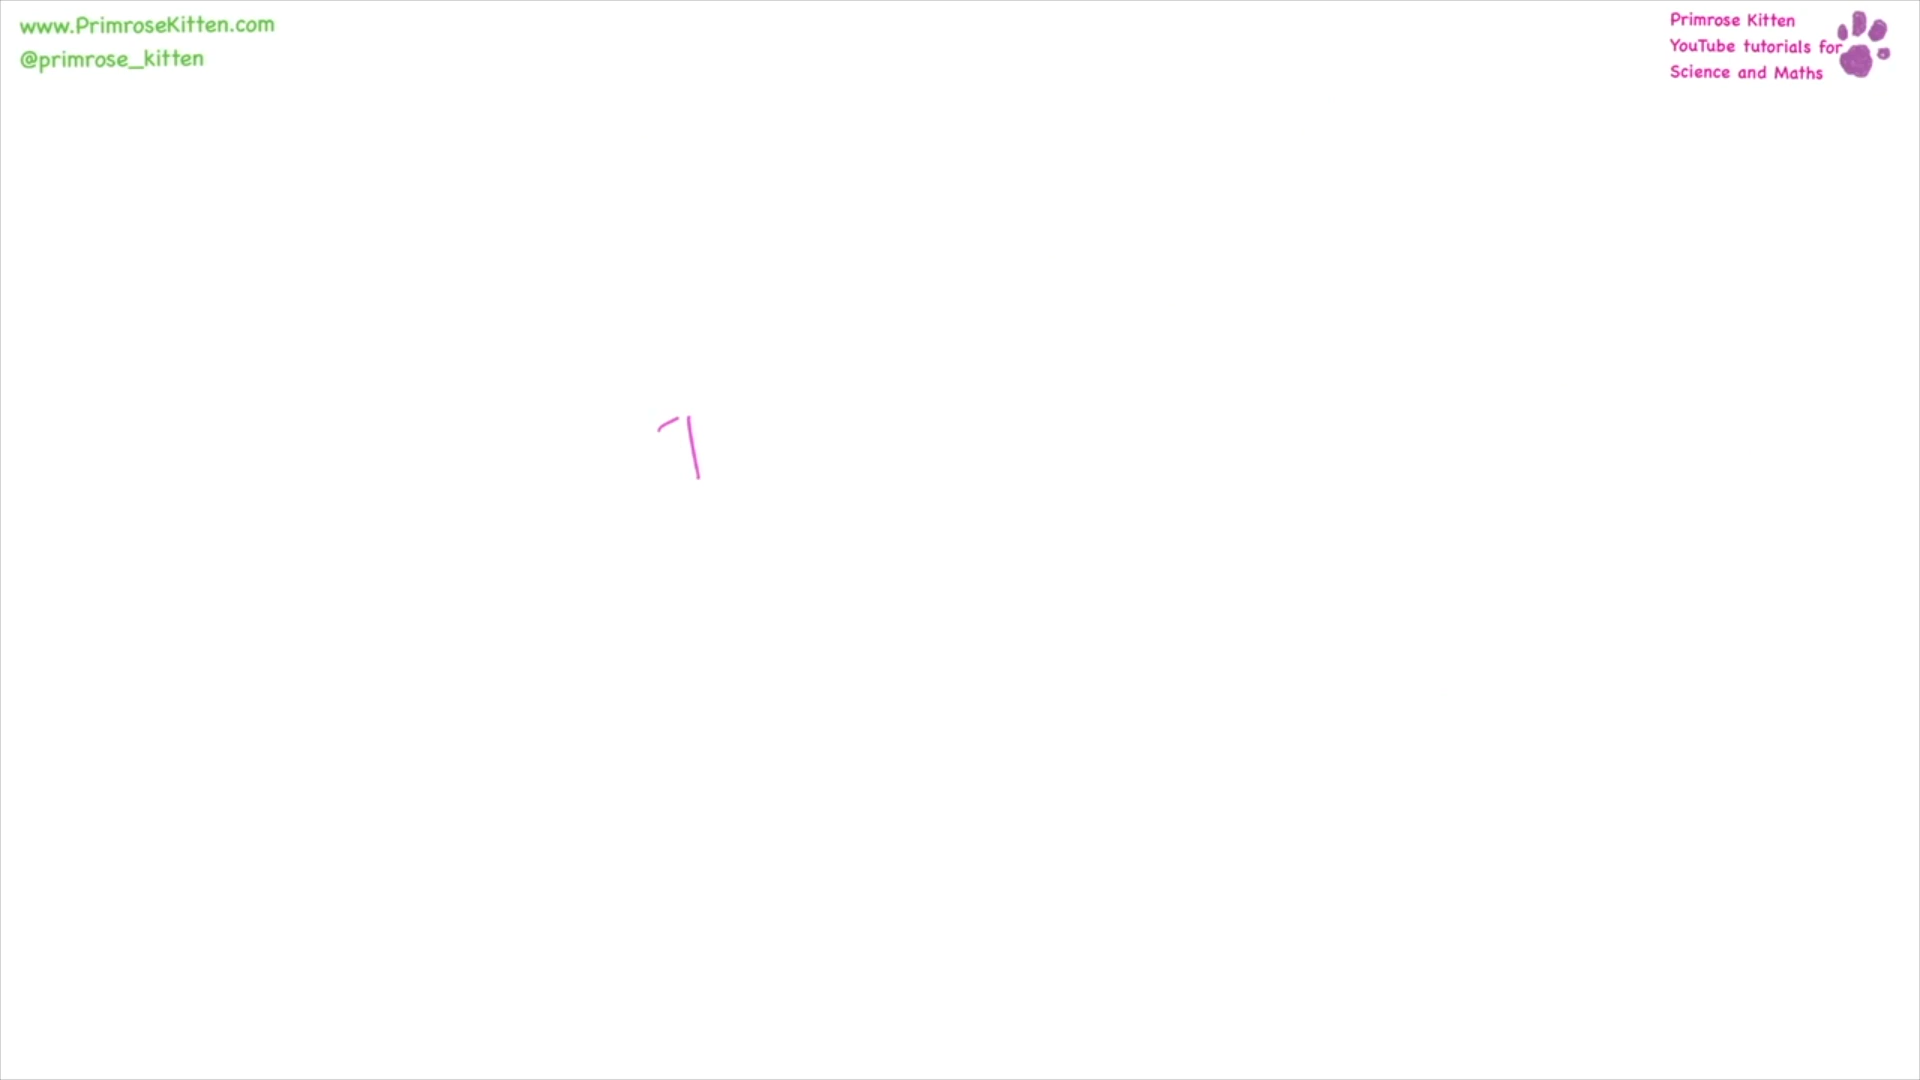 www.PrimroseKitten.com
@primrose_kitten
Primrose Kitten
YouTube tutorials for
Science and Maths